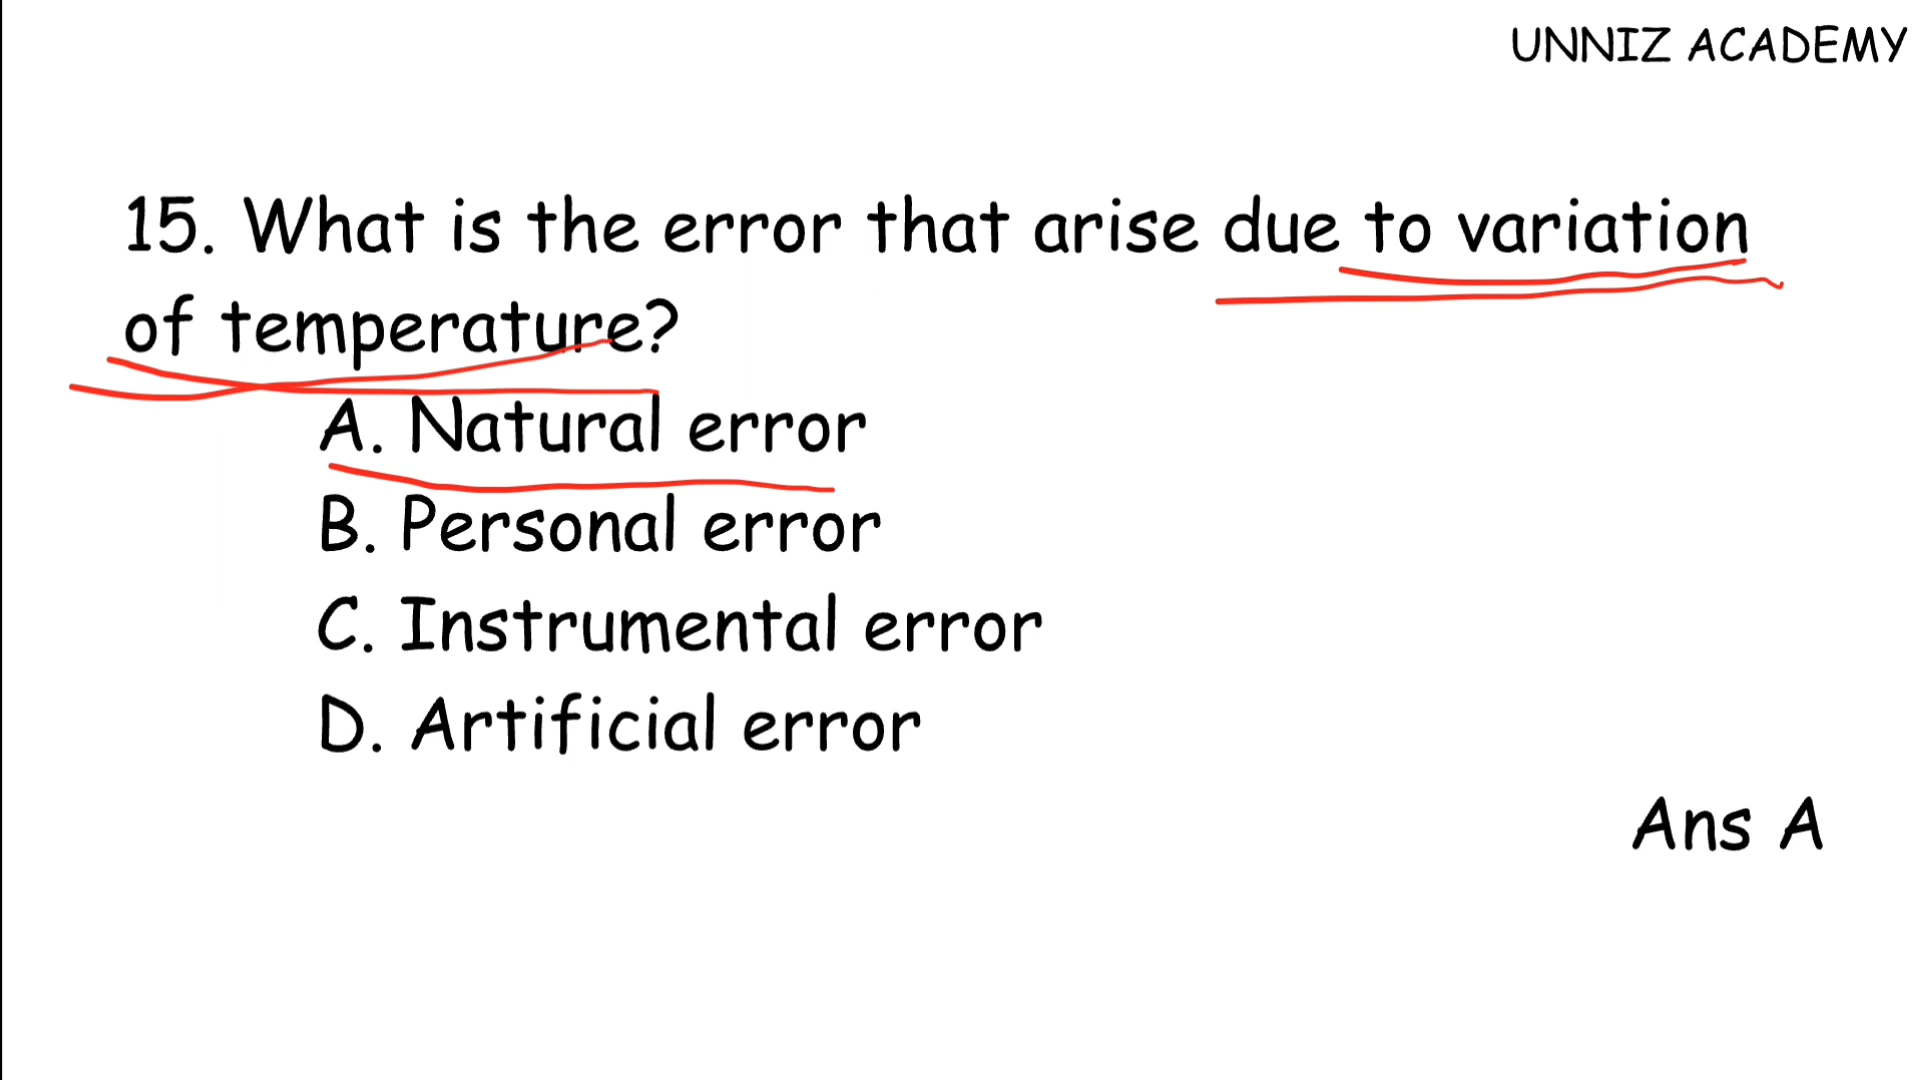 UNNIZ ACADEMY
15. What is the error that arise due to variation
of temperature?
A. Natural error
B. Personal error
C. Instrumental error
D. Artificial error
Ans A